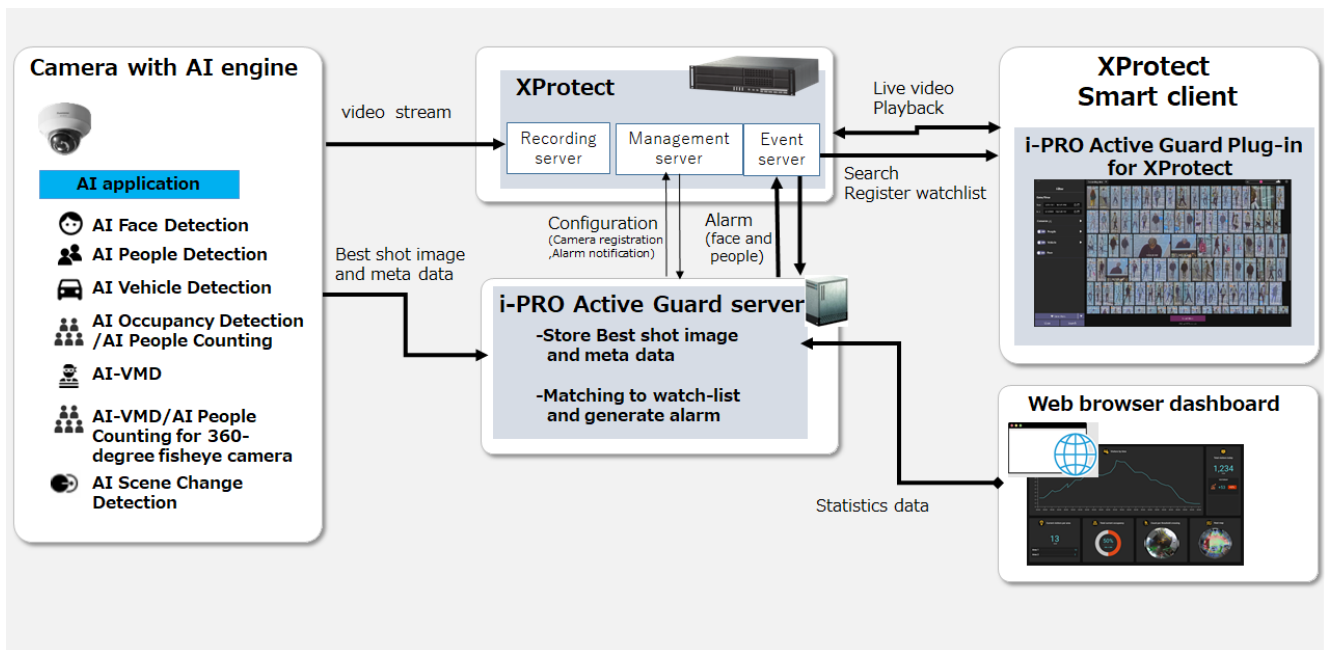 Camera with AI engine
AI application
AI Face Detection
AI People Detection
AI Vehicle Detection
AI Occupancy Detection
/AI People Counting
AI-VMD
AI-VMD/AI People
Counting for 360-
degree fisheye camera
AI Scene Change
Detection
video stream
Best shot image
and meta data
XProtect
Recording
server
Management
server
Event
server
Configuration
(Camera registration
,Alarm notification)
Alarm
(face and
people)
i-PRO Active Guard server
-Store Best shot image
and meta data
-Matching to watch-list
and generate alarm
Live video
Playback
Search
Register watchlist
XProtect
Smart client
i-PRO Active Guard Plug-in
for XProtect
Web browser dashboard
1,234
13
50%
Statistics data